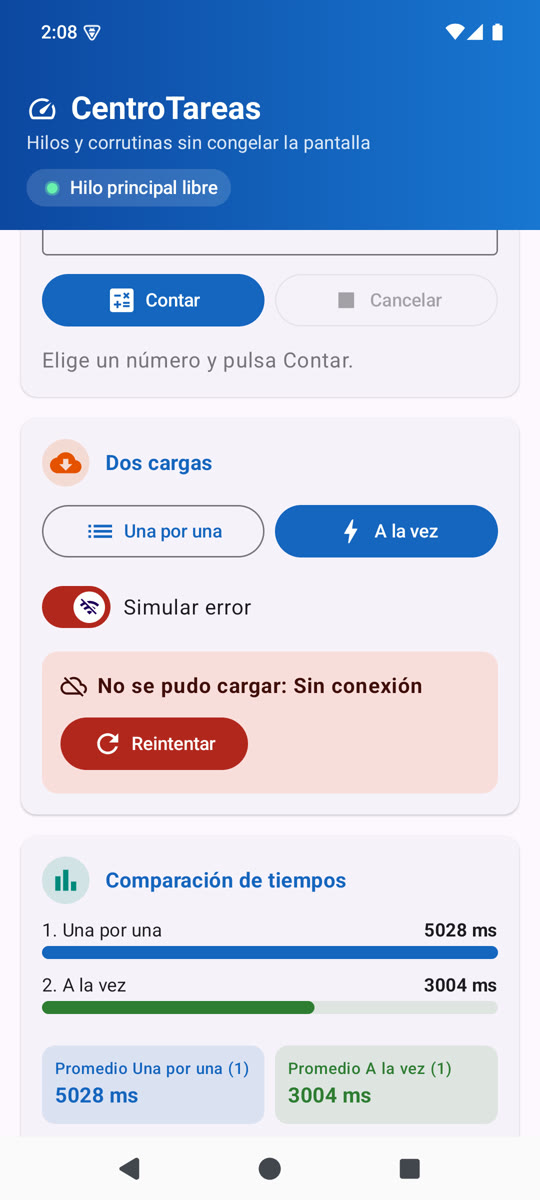 2:08
CentroTareas
Hilos y corrutinas sin congelar la pantalla
Hilo principal libre
Contar
Cancelar
Elige un número y pulsa Contar.
Dos cargas
Una por una
A la vez
Simular error
No se pudo cargar: Sin conexión
Reintentar
Comparación de tiempos
1. Una por una 5028 ms
2. A la vez 3004 ms
Promedio Una por una (1)
5028 ms
Promedio A la vez (1)
3004 ms